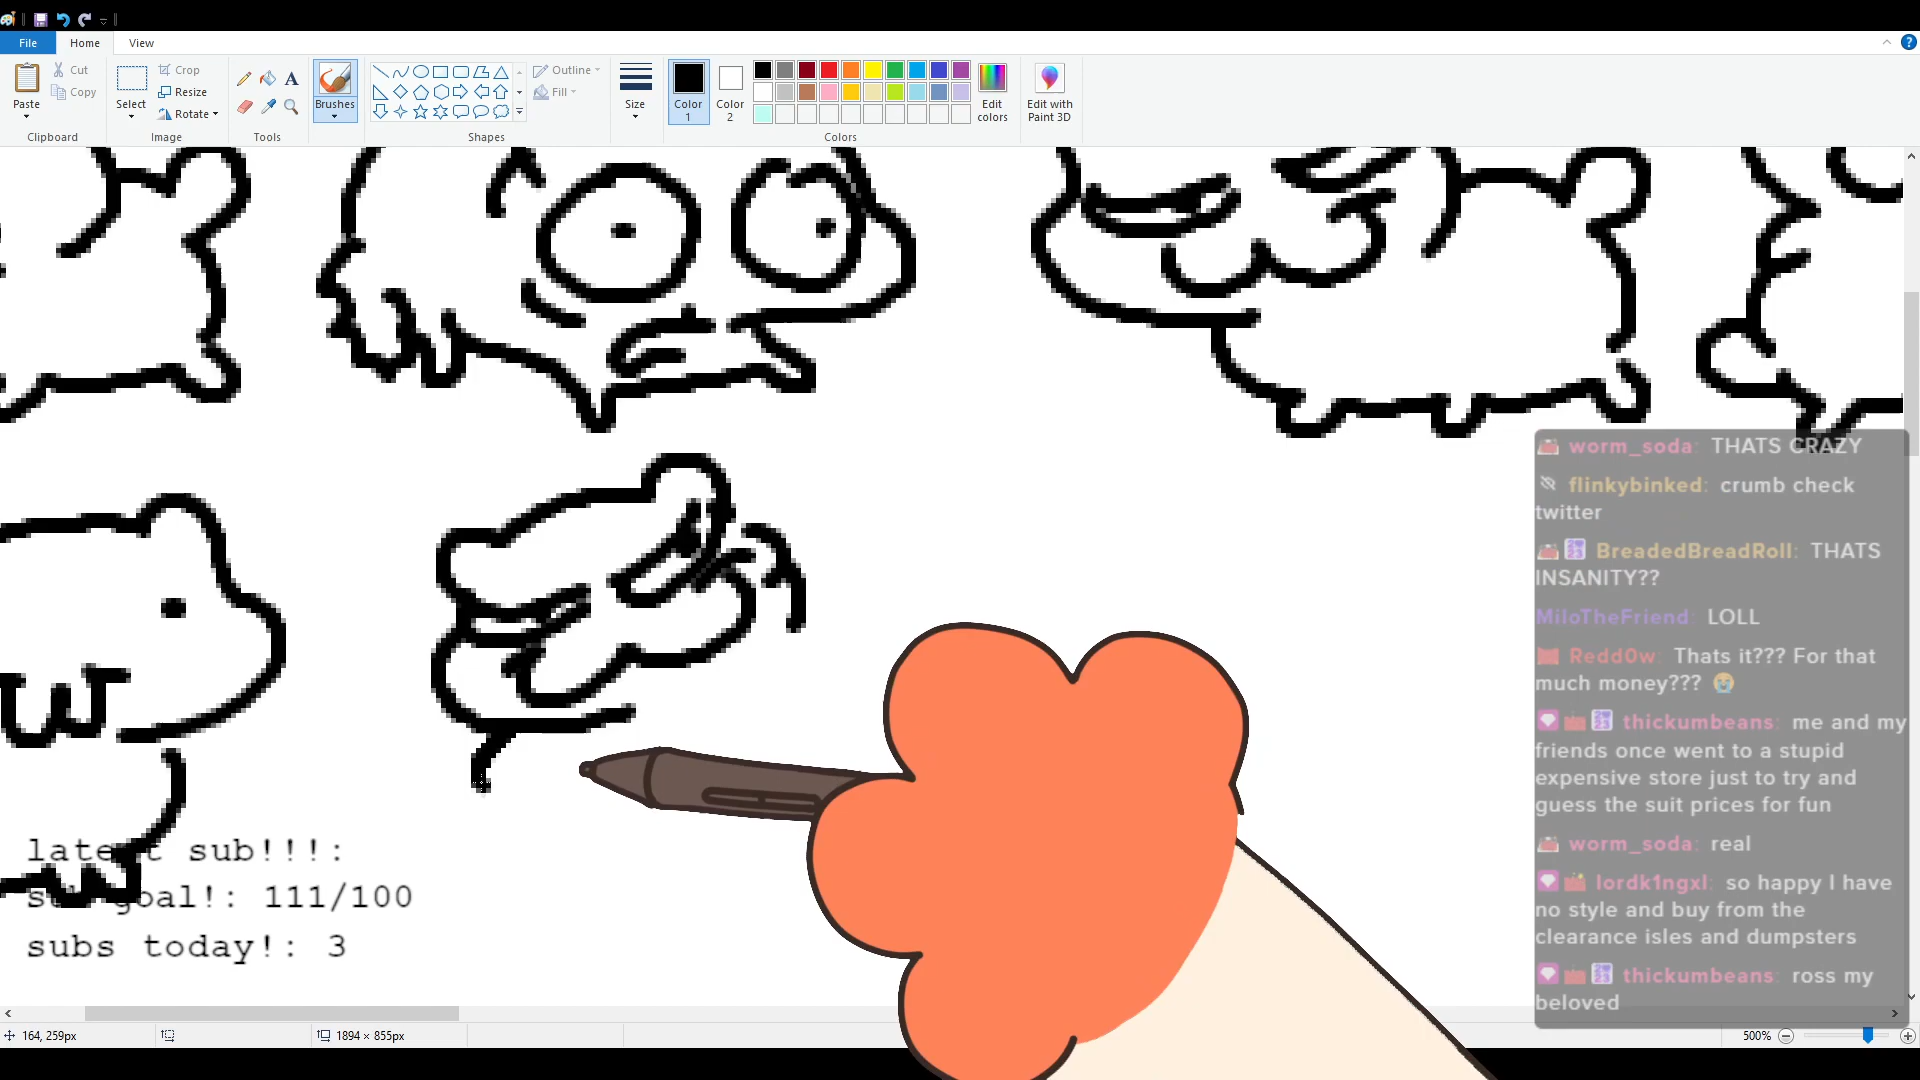 File Home View
Paste Cut Copy Select Crop Resize Rotate A Brushes Outline Fill Size Color 1 Color 2 Edit colors Edit with Paint 3D
Clipboard Image Tools Shapes Colors
worm_soda: THATS CRAZY
flinkybinked: crumb check
twitter
BreadedBreadRoll: THATS
INSANITY??
MiloTheFriend: LOLL
Redd0w: Thats it??? For that
much money??? 😭
thickumbeans: me and my
friends once went to a stupid
expensive store just to try and
guess the suit prices for fun
worm_soda: real
lordk1ngxl: so happy I have
no style and buy from the
clearance isles and dumpsters
thickumbeans: ross my
beloved
latest sub!!!:
sub goal!: 111/100
subs today!: 3
164, 259px 1894 × 855px 500%